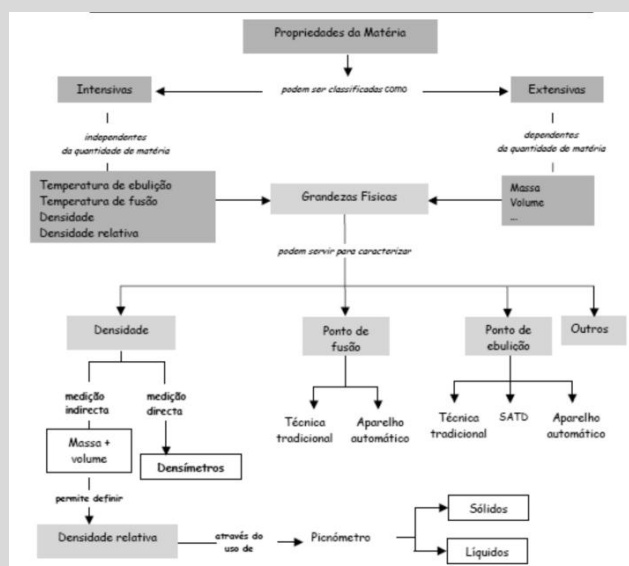 Propriedades da Matéria
Intensivas
podem ser classificadas como
Extensivas
independentes
da quantidade de matéria
dependentes
da quantidade de matéria
Temperatura de ebulição
Temperatura de fusão
Densidade
Densidade relativa
Grandezas Físicas
Massa
Volume
...
podem servir para caracterizar
Densidade
Ponto de
fusão
Ponto de
ebulição
Outros
medição
indirecta
medição
directa
Técnica
tradicional
Aparelho
automático
Técnica
tradicional
SATD
Aparelho
automático
Massa +
volume
Densímetros
permite definir
Densidade relativa
através do
uso de
Picnómetro
Sólidos
Líquidos